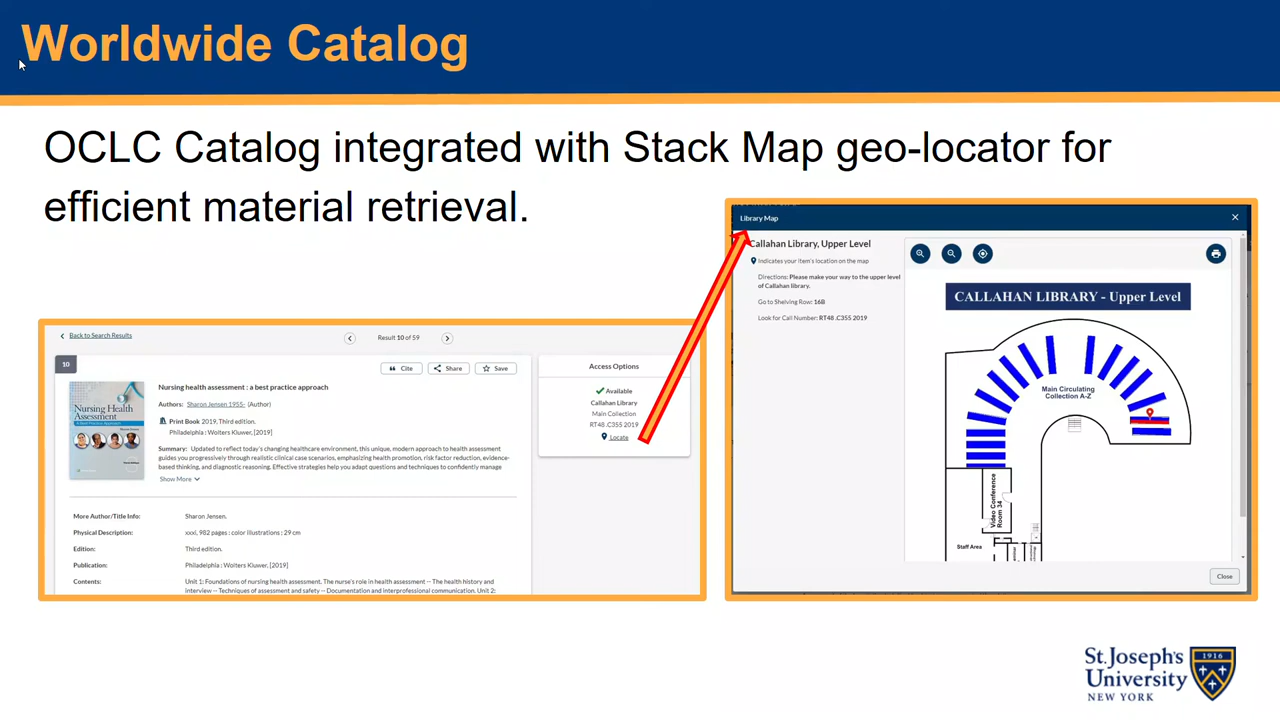 Worldwide Catalog
OCLC Catalog integrated with Stack Map geo-locator for
efficient material retrieval.
Back to Search Results
Result 10 of 59
10
Cite
Share
Save
Nursing Health
Assessment
Nursing health assessment : a best practice approach
Authors: Sharon Jensen 1955- (Author)
Print Book 2019, Third edition.
Philadelphia : Wolters Kluwer, [2019]
Summary: Updated to reflect today's changing healthcare environment, this unique, modern approach to health assessment
guides you progressively through realistic clinical case scenarios, emphasizing health promotion, risk factor reduction, evidence-
based thinking, and diagnostic reasoning. Effective strategies help you adapt questions and techniques to confidently manage
Show More
More Author/Title Info: Sharon Jensen.
Physical Description: xxxi, 982 pages : color illustrations ; 29 cm
Edition: Third edition.
Publication: Philadelphia : Wolters Kluwer, [2019]
Contents: Unit 1: Foundations of nursing health assessment. The nurse's role in health assessment -- The health history and
interview -- Techniques of assessment and safety -- Documentation and interprofessional communication. Unit 2:
Access Options
Available
Callahan Library
Main Collection
RT48 .C355 2019
Locate
Library Map
Callahan Library, Upper Level
Indicates your item's location on the map
Directions: Please make your way to the upper level
of Callahan library.
Go to Shelving Row: 16B
Look for Call Number: RT48 .C355 2019
CALLAHAN LIBRARY - Upper Level
Main Circulating
Collection A-Z
Video Conference
Room 34
Staff Area
Close
St. Joseph's
University
NEW YORK
1916